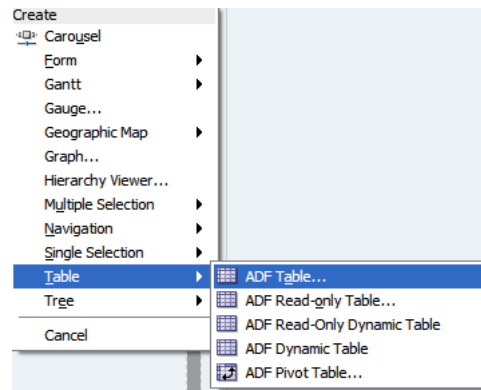 Create
Carousel
Form
Gantt
Gauge...
Geographic Map
Graph...
Hierarchy Viewer...
Multiple Selection
Navigation
Single Selection
Table
Tree
Cancel
ADF Table...
ADF Read-only Table...
ADF Read-Only Dynamic Table
ADF Dynamic Table
ADF Pivot Table...